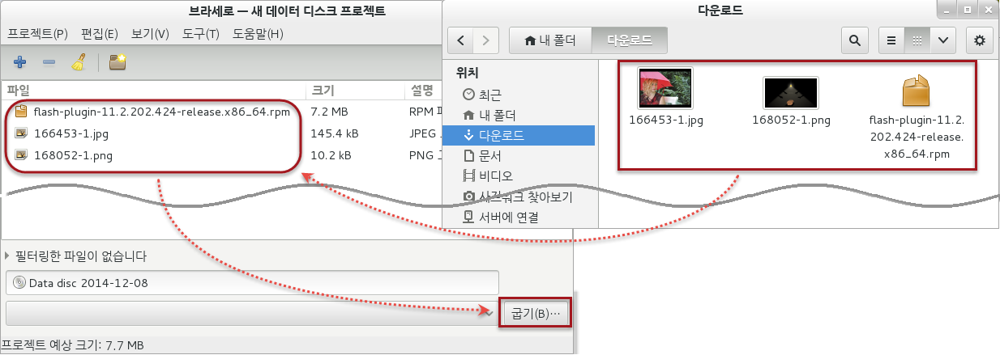 브라세로 — 새 데이터 디스크 프로젝트
프로젝트(P) 편집(E) 보기(V) 도구(T) 도움말(H)
파일 크기 설명
flash-plugin-11.2.202.424-release.x86_64.rpm 7.2 MB RPM
166453-1.jpg 145.4 kB JPEG
168052-1.png 10.2 kB PNG
필터링한 파일이 없습니다
Data disc 2014-12-08
굽기(B)…
프로젝트 예상 크기: 7.7 MB
다운로드
내 폴더 다운로드
위치
최근
내 폴더
다운로드
문서
비디오
찾아보기
서버에 연결
166453-1.jpg
168052-1.png
flash-plugin-11.2.
202.424-release.
x86_64.rpm